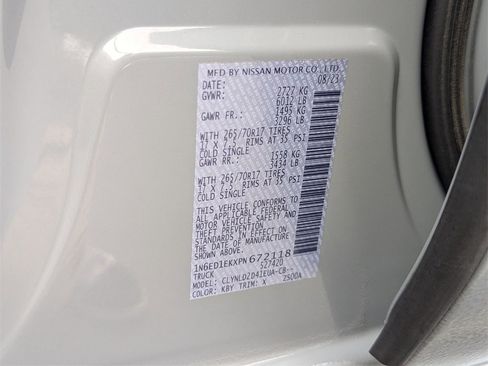 MFD BY NISSAN MOTOR CO., LTD.
DATE: 08/23
GVWR: 2727 KG
6012 LB
GAWR FR.: 1495 KG
3296 LB
WITH 265/70R17 TIRES
17 X 7.5 RIMS AT 35 PSI
COLD SINGLE
GAWR RR.: 1558 KG
3434 LB
WITH 265/70R17 TIRES
17 X 7.5 RIMS AT 35 PSI
COLD SINGLE
THIS VEHICLE CONFORMS TO
ALL APPLICABLE FEDERAL
MOTOR VEHICLE SAFETY AND
THEFT PREVENTION
STANDARDS IN EFFECT ON
THE DATE OF MANUFACTURE
SHOWN ABOVE.
1N6ED1EKXPN672118
TRUCK 527420
MODEL: CLYNLDZD41EUA-CB--
COLOR: KBY TRIM: X 2500A